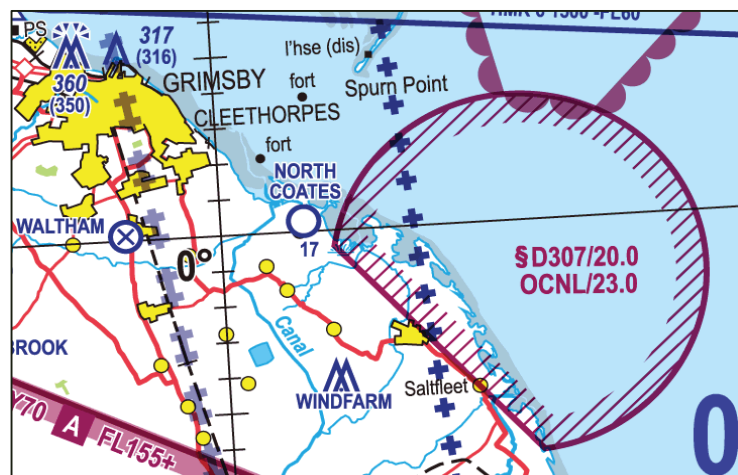 PS
317
(316)
360
(350)
GRIMSBY
CLEETHORPES
fort
fort
l'hse (dis)
Spurn Point
NORTH
COATES
17
WALTHAM
0°
§D307/20.0
OCNL/23.0
BROOK
Canal
WINDFARM
Saltfleet
Y70 A FL155+
0